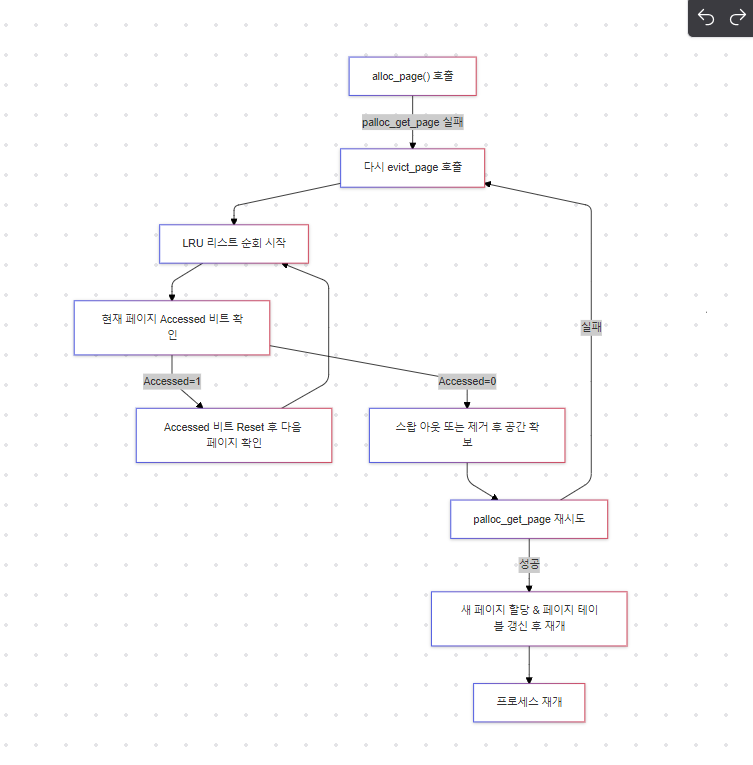 alloc_page() 호출
palloc_get_page 실패
다시 evict_page 호출
LRU 리스트 순회 시작
현재 페이지 Accessed 비트 확
인
실패
Accessed=1
Accessed=0
Accessed 비트 Reset 후 다음
페이지 확인
스왑 아웃 또는 제거 후 공간 확
보
palloc_get_page 재시도
성공
새 페이지 할당 & 페이지 테이
블 갱신 후 재개
프로세스 재개